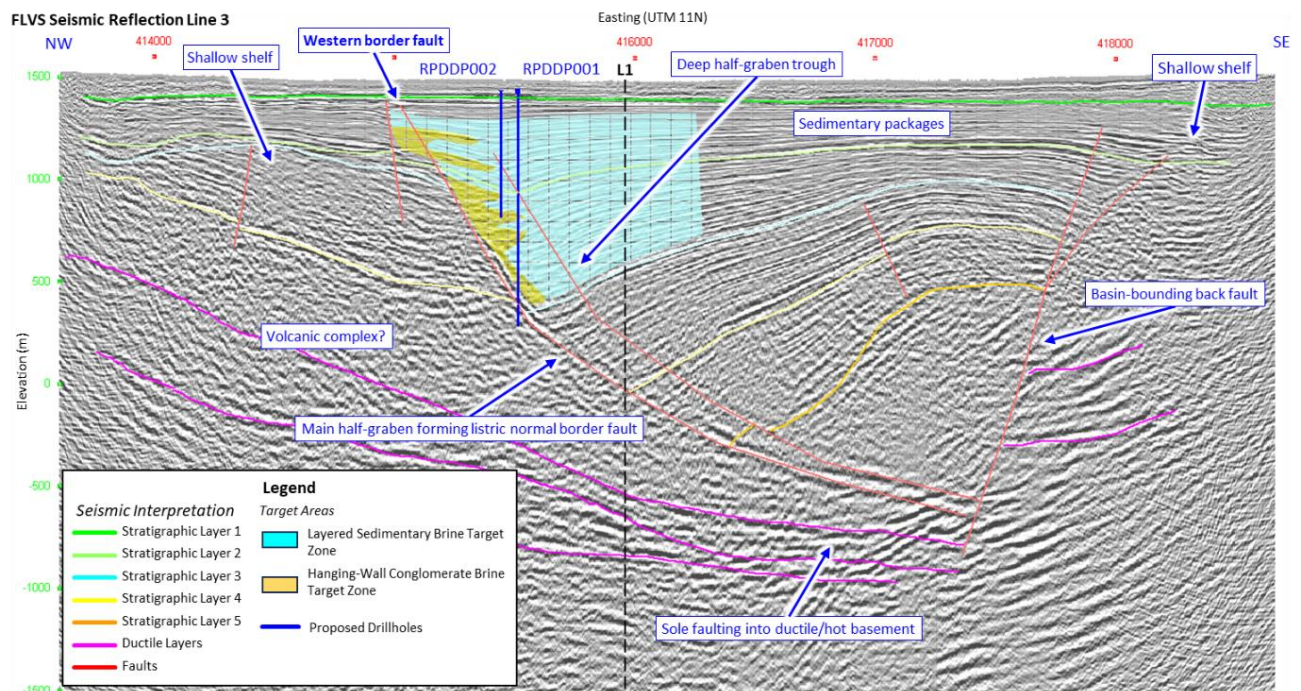 FLVS Seismic Reflection Line 3
Easting (UTM 11N)
NW
414000
Western border fault
416000
417000
418000
SE
Shallow shelf
RPDDP002
RPDDP001
L1
Deep half-graben trough
Shallow shelf
1500
Sedimentary packages
1000
500
Basin-bounding back fault
Volcanic complex?
Elevation (m)
0
Main half-graben forming listric normal border fault
-500
Legend
Seismic Interpretation
Target Areas
Stratigraphic Layer 1
Stratigraphic Layer 2
Stratigraphic Layer 3
Stratigraphic Layer 4
Stratigraphic Layer 5
Ductile Layers
Faults
Layered Sedimentary Brine Target
Zone
Hanging-Wall Conglomerate Brine
Target Zone
Proposed Drillholes
-1000
Sole faulting into ductile/hot basement
-1500